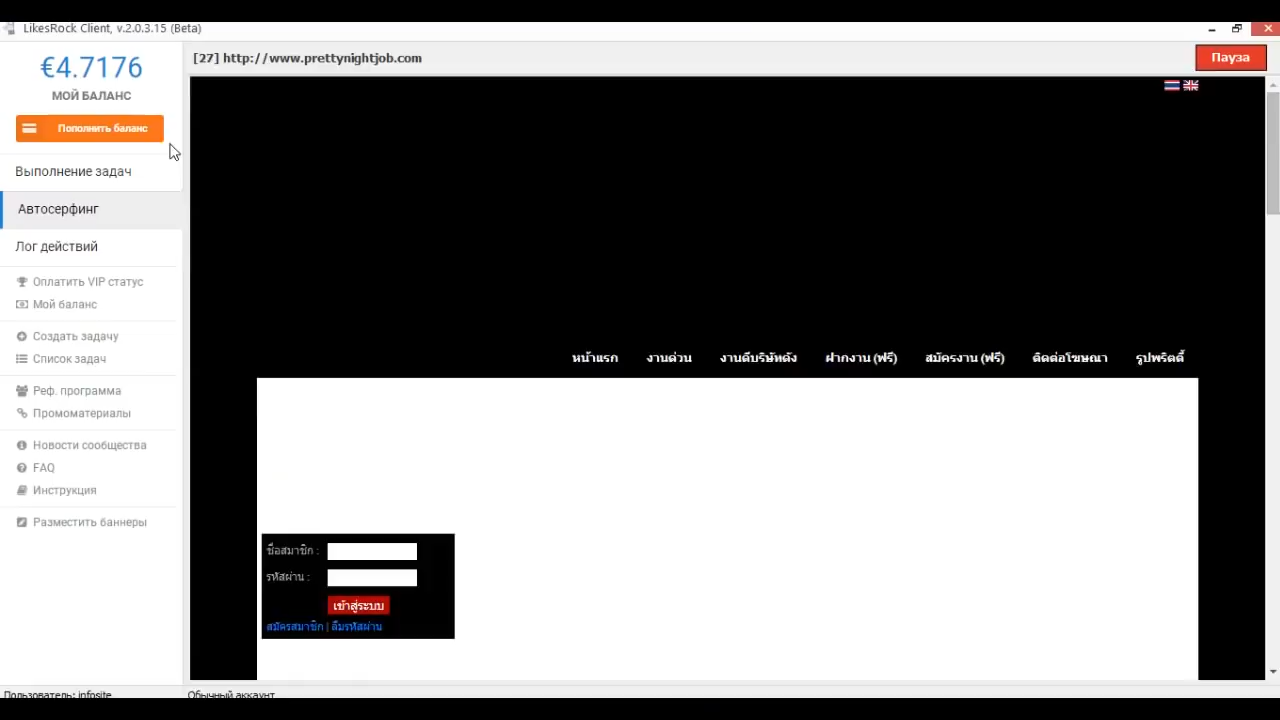 LikesRock Client, v.2.0.3.15 (Beta)
€4.7176
МОЙ БАЛАНС
Пополнить баланс
Выполнение задач
Автосерфинг
Лог действий
Оплатить VIP статус
Мой баланс
Создать задачу
Список задач
Реф. программа
Промоматериалы
Новости сообщества
FAQ
Инструкция
Разместить баннеры
[27] http://www.prettynightjob.com
Пауза
หน้าแรก งานด่วน งานดีบริษัทดัง ฝากงาน (ฟรี) สมัครงาน (ฟรี) ติดต่อโฆษณา รูปพริตตี้
ชื่อสมาชิก :
รหัสผ่าน :
เข้าสู่ระบบ
สมัครสมาชิก | ลืมรหัสผ่าน
Пользователь: infosite Обычный аккаунт